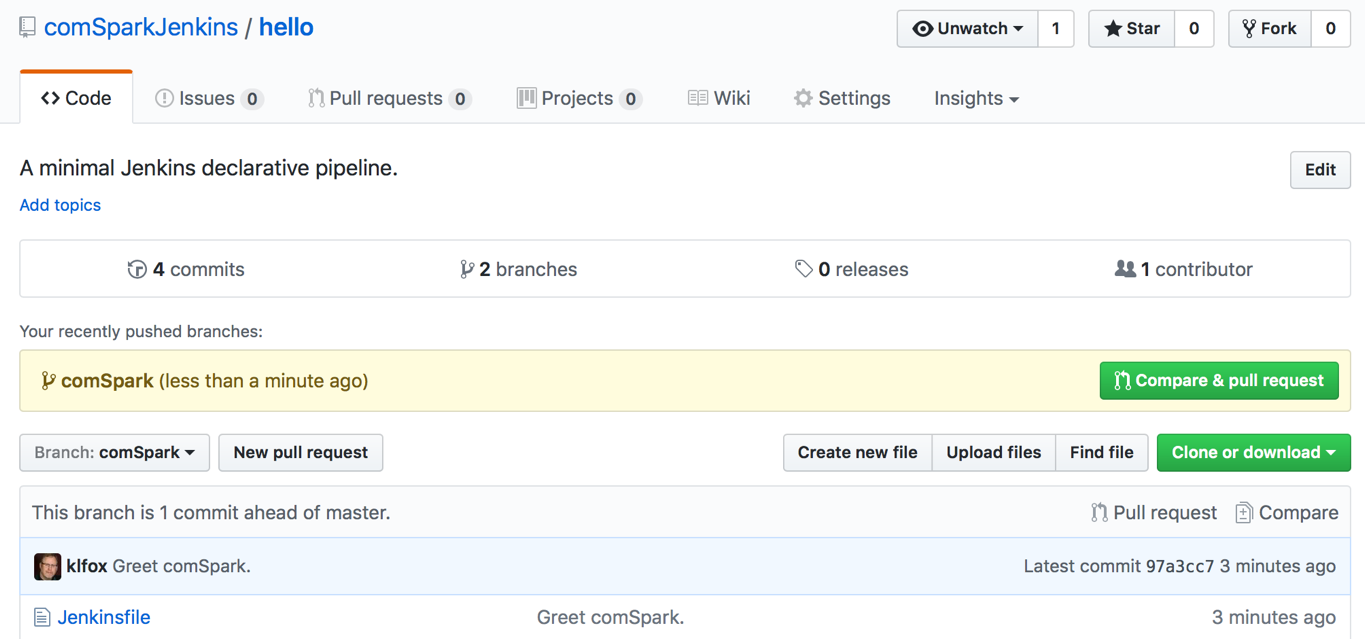 comSparkJenkins / hello Unwatch 1 Star 0 Fork 0
Code Issues 0 Pull requests 0 Projects 0 Wiki Settings Insights
A minimal Jenkins declarative pipeline. Edit
Add topics
4 commits 2 branches 0 releases 1 contributor
Your recently pushed branches:
comSpark (less than a minute ago) Compare & pull request
Branch: comSpark New pull request Create new file Upload files Find file Clone or download
This branch is 1 commit ahead of master. Pull request Compare
klfox Greet comSpark. Latest commit 97a3cc7 3 minutes ago
Jenkinsfile Greet comSpark. 3 minutes ago